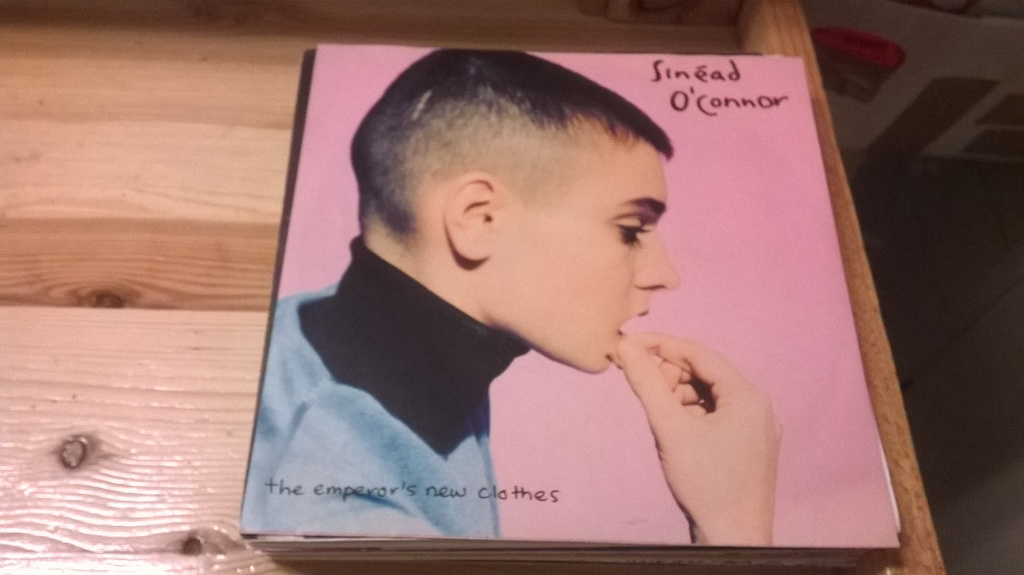 Sinéad
O'Connor
the emperor's new clothes